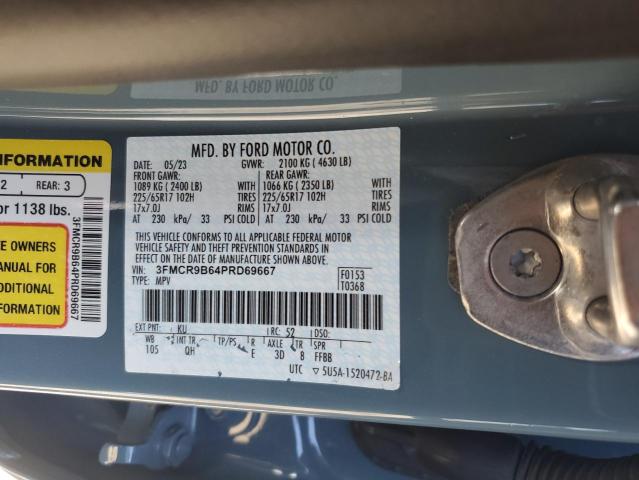 BY FORD MOTOR CO.
INFORMATION
2 REAR: 3
or 1138 lbs.
OWNERS
MANUAL FOR
ADDITIONAL
INFORMATION
3FMCR9B64PRD69667
MFD. BY FORD MOTOR CO.
05/23 GVWR: 2100 KG ( 4630 LB)
FRONT GAWR: REAR GAWR:
1089 KG ( 2400 LB) WITH 1066 KG ( 2350 LB) WITH
225/65R17 102H TIRES 225/65R17 102H TIRES
17x7.0J RIMS 17x7.0J RIMS
AT 230 kPa/ 33 PSI COLD AT 230 kPa/ 33 PSI COLD
THIS VEHICLE CONFORMS TO ALL APPLICABLE FEDERAL MOTOR
VEHICLE SAFETY AND THEFT PREVENTION STANDARDS IN
EFFECT ON THE DATE OF MANUFACTURE SHOWN ABOVE.
VIN: 3FMCR9B64PRD69667 F0153
TYPE: MPV T0368
EXT PNT: KU RC: 52 DSO:
WB INT TR TP/PS R AXLE TR SPR
105 QH E 3D 8 FFBB
UTC ▽ 5U5A-1520472-BA